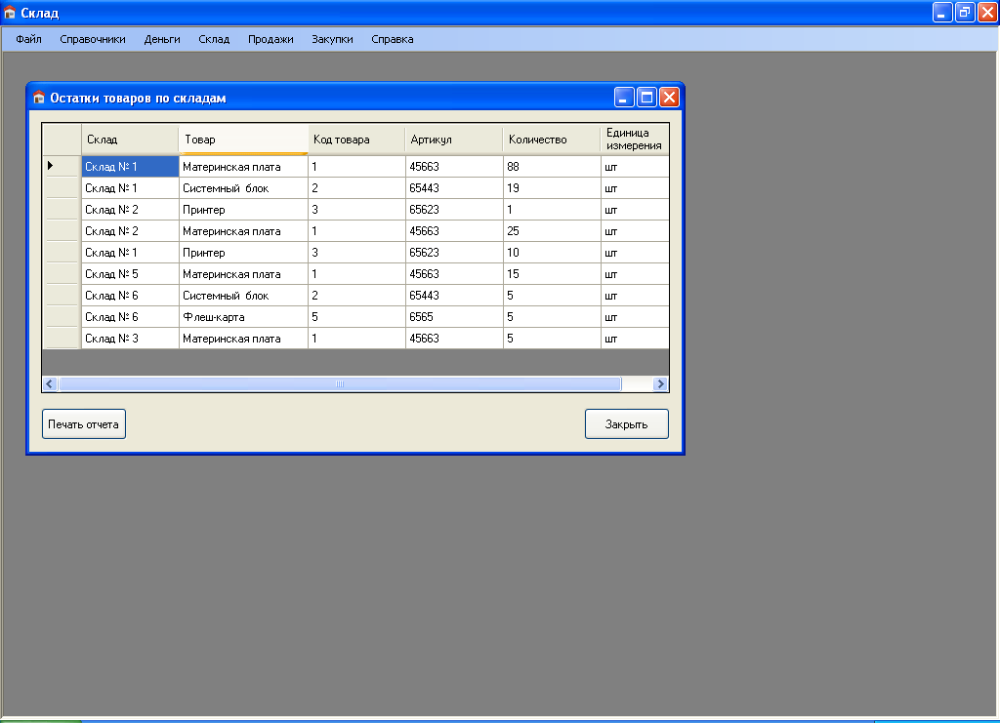 Склад
Файл Справочники Деньги Склад Продажи Закупки Справка
Остатки товаров по складам
Склад Товар Код товара Артикул Количество Единица измерения
Склад № 1 Материнская плата 1 45663 88 шт
Склад № 1 Системный блок 2 65443 19 шт
Склад № 2 Принтер 3 65623 1 шт
Склад № 2 Материнская плата 1 45663 25 шт
Склад № 1 Принтер 3 65623 10 шт
Склад № 5 Материнская плата 1 45663 15 шт
Склад № 6 Системный блок 2 65443 5 шт
Склад № 6 Флеш-карта 5 6565 5 шт
Склад № 3 Материнская плата 1 45663 5 шт
Печать отчета Закрыть